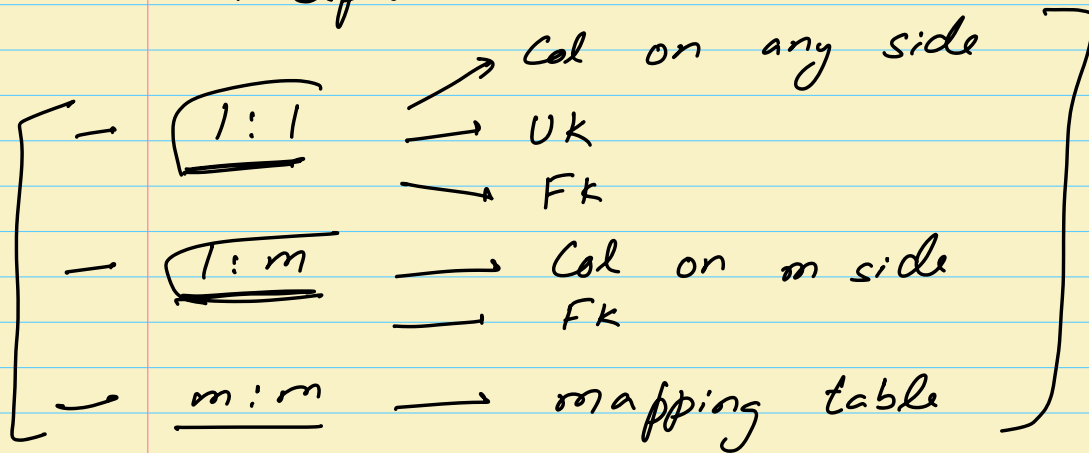 Col on any side
- 1:1 → UK
→ FK
- 1:m → Col on m side
→ FK
- m:m → mapping table